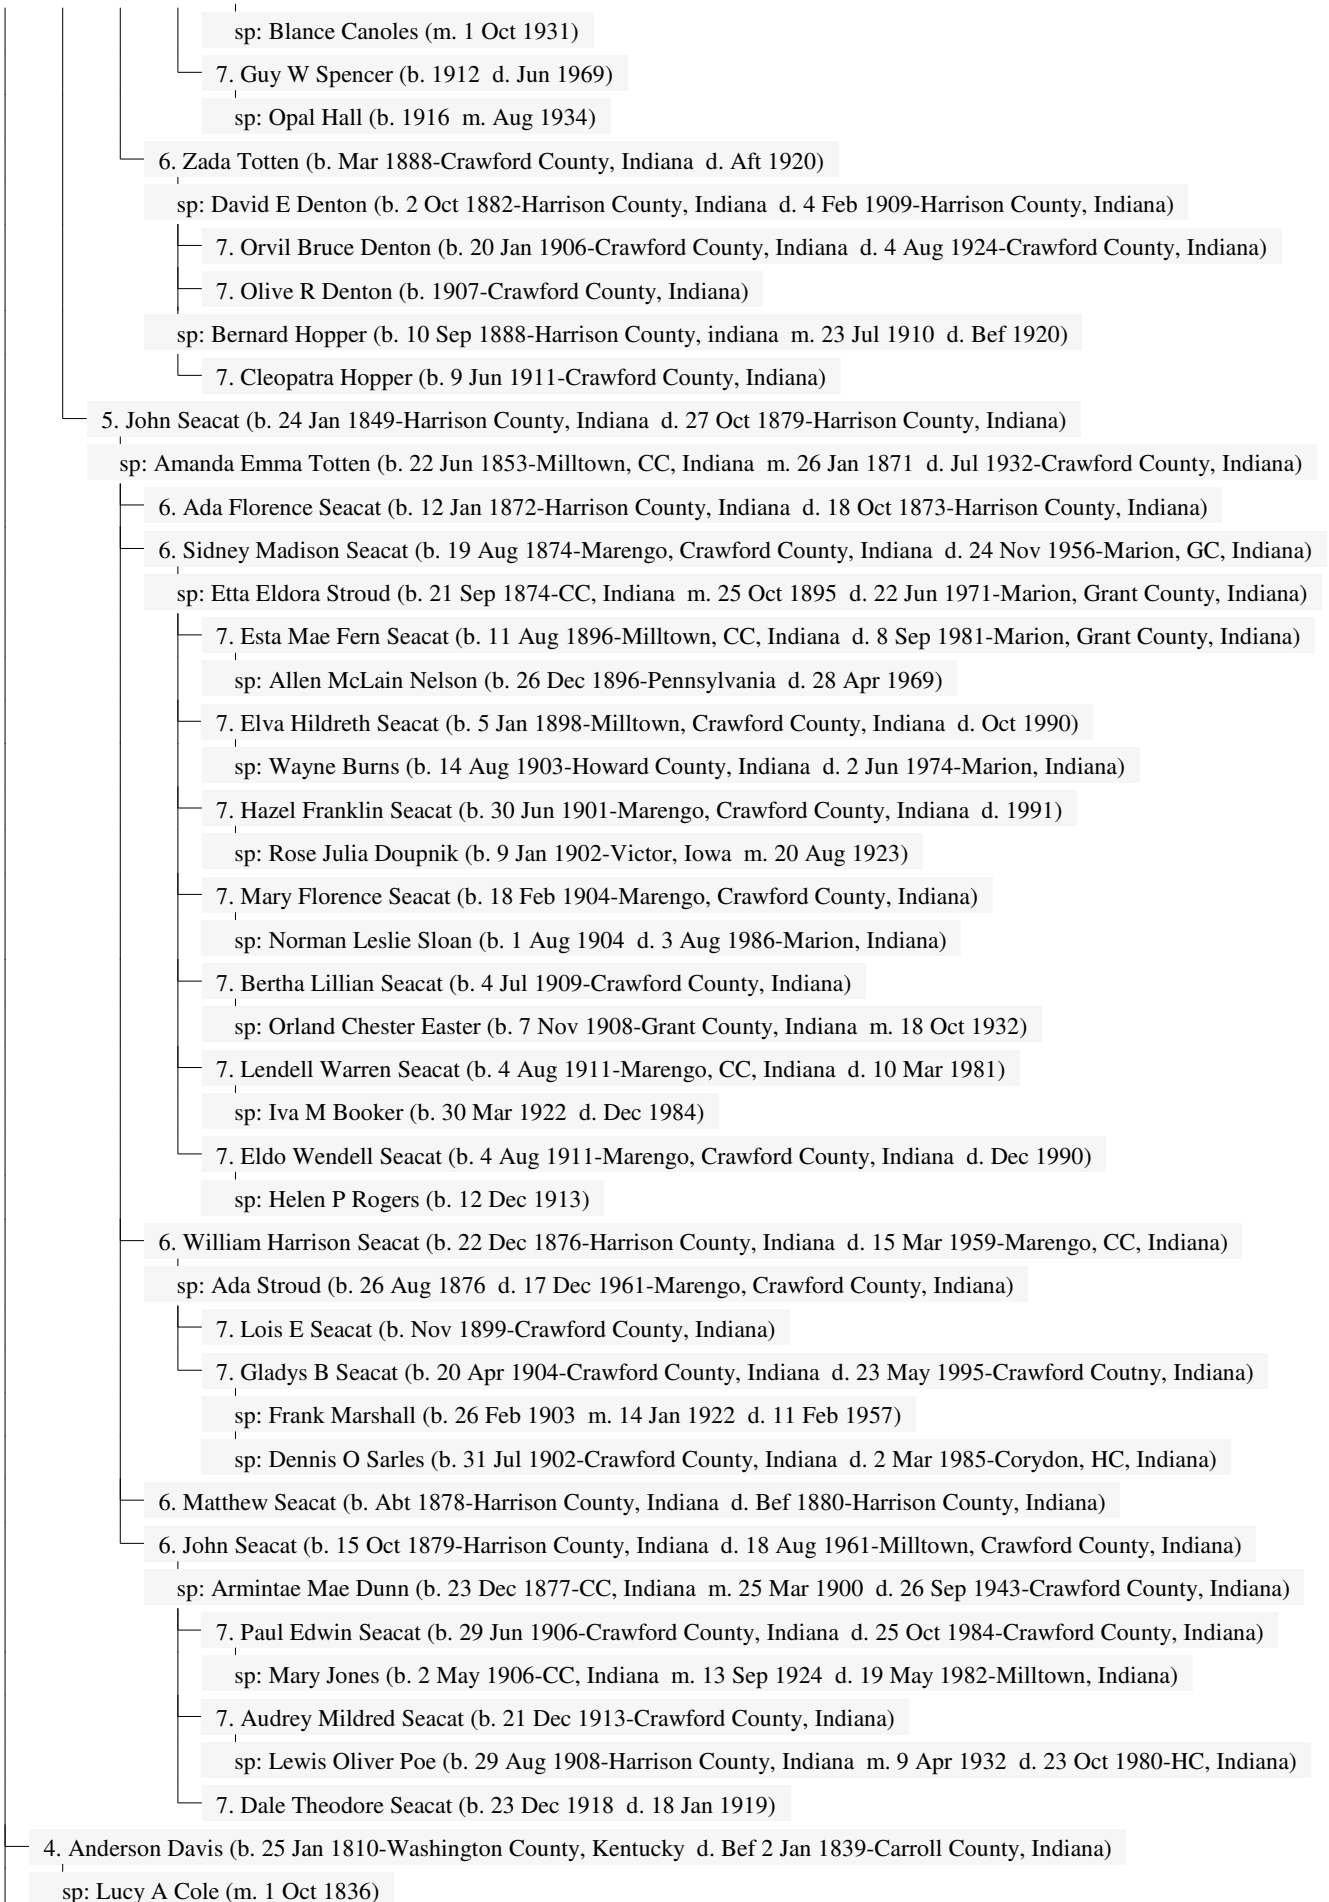 sp: Blance Canoles (m. 1 Oct 1931)
7. Guy W Spencer (b. 1912  d. Jun 1969)
sp: Opal Hall (b. 1916  m. Aug 1934)
6. Zada Totten (b. Mar 1888-Crawford County, Indiana  d. Aft 1920)
sp: David E Denton (b. 2 Oct 1882-Harrison County, Indiana  d. 4 Feb 1909-Harrison County, Indiana)
7. Orvil Bruce Denton (b. 20 Jan 1906-Crawford County, Indiana  d. 4 Aug 1924-Crawford County, Indiana)
7. Olive R Denton (b. 1907-Crawford County, Indiana)
sp: Bernard Hopper (b. 10 Sep 1888-Harrison County, indiana  m. 23 Jul 1910  d. Bef 1920)
7. Cleopatra Hopper (b. 9 Jun 1911-Crawford County, Indiana)
5. John Seacat (b. 24 Jan 1849-Harrison County, Indiana  d. 27 Oct 1879-Harrison County, Indiana)
sp: Amanda Emma Totten (b. 22 Jun 1853-Milltown, CC, Indiana  m. 26 Jan 1871  d. Jul 1932-Crawford County, Indiana)
6. Ada Florence Seacat (b. 12 Jan 1872-Harrison County, Indiana  d. 18 Oct 1873-Harrison County, Indiana)
6. Sidney Madison Seacat (b. 19 Aug 1874-Marengo, Crawford County, Indiana  d. 24 Nov 1956-Marion, GC, Indiana)
sp: Etta Eldora Stroud (b. 21 Sep 1874-CC, Indiana  m. 25 Oct 1895  d. 22 Jun 1971-Marion, Grant County, Indiana)
7. Esta Mae Fern Seacat (b. 11 Aug 1896-Milltown, CC, Indiana  d. 8 Sep 1981-Marion, Grant County, Indiana)
sp: Allen McLain Nelson (b. 26 Dec 1896-Pennsylvania  d. 28 Apr 1969)
7. Elva Hildreth Seacat (b. 5 Jan 1898-Milltown, Crawford County, Indiana  d. Oct 1990)
sp: Wayne Burns (b. 14 Aug 1903-Howard County, Indiana  d. 2 Jun 1974-Marion, Indiana)
7. Hazel Franklin Seacat (b. 30 Jun 1901-Marengo, Crawford County, Indiana  d. 1991)
sp: Rose Julia Doupnik (b. 9 Jan 1902-Victor, Iowa  m. 20 Aug 1923)
7. Mary Florence Seacat (b. 18 Feb 1904-Marengo, Crawford County, Indiana)
sp: Norman Leslie Sloan (b. 1 Aug 1904  d. 3 Aug 1986-Marion, Indiana)
7. Bertha Lillian Seacat (b. 4 Jul 1909-Crawford County, Indiana)
sp: Orland Chester Easter (b. 7 Nov 1908-Grant County, Indiana  m. 18 Oct 1932)
7. Lendell Warren Seacat (b. 4 Aug 1911-Marengo, CC, Indiana  d. 10 Mar 1981)
sp: Iva M Booker (b. 30 Mar 1922  d. Dec 1984)
7. Eldo Wendell Seacat (b. 4 Aug 1911-Marengo, Crawford County, Indiana  d. Dec 1990)
sp: Helen P Rogers (b. 12 Dec 1913)
6. William Harrison Seacat (b. 22 Dec 1876-Harrison County, Indiana  d. 15 Mar 1959-Marengo, CC, Indiana)
sp: Ada Stroud (b. 26 Aug 1876  d. 17 Dec 1961-Marengo, Crawford County, Indiana)
7. Lois E Seacat (b. Nov 1899-Crawford County, Indiana)
7. Gladys B Seacat (b. 20 Apr 1904-Crawford County, Indiana  d. 23 May 1995-Crawford Coutny, Indiana)
sp: Frank Marshall (b. 26 Feb 1903  m. 14 Jan 1922  d. 11 Feb 1957)
sp: Dennis O Sarles (b. 31 Jul 1902-Crawford County, Indiana  d. 2 Mar 1985-Corydon, HC, Indiana)
6. Matthew Seacat (b. Abt 1878-Harrison County, Indiana  d. Bef 1880-Harrison County, Indiana)
6. John Seacat (b. 15 Oct 1879-Harrison County, Indiana  d. 18 Aug 1961-Milltown, Crawford County, Indiana)
sp: Armintae Mae Dunn (b. 23 Dec 1877-CC, Indiana  m. 25 Mar 1900  d. 26 Sep 1943-Crawford County, Indiana)
7. Paul Edwin Seacat (b. 29 Jun 1906-Crawford County, Indiana  d. 25 Oct 1984-Crawford County, Indiana)
sp: Mary Jones (b. 2 May 1906-CC, Indiana  m. 13 Sep 1924  d. 19 May 1982-Milltown, Indiana)
7. Audrey Mildred Seacat (b. 21 Dec 1913-Crawford County, Indiana)
sp: Lewis Oliver Poe (b. 29 Aug 1908-Harrison County, Indiana  m. 9 Apr 1932  d. 23 Oct 1980-HC, Indiana)
7. Dale Theodore Seacat (b. 23 Dec 1918  d. 18 Jan 1919)
4. Anderson Davis (b. 25 Jan 1810-Washington County, Kentucky  d. Bef 2 Jan 1839-Carroll County, Indiana)
sp: Lucy A Cole (m. 1 Oct 1836)